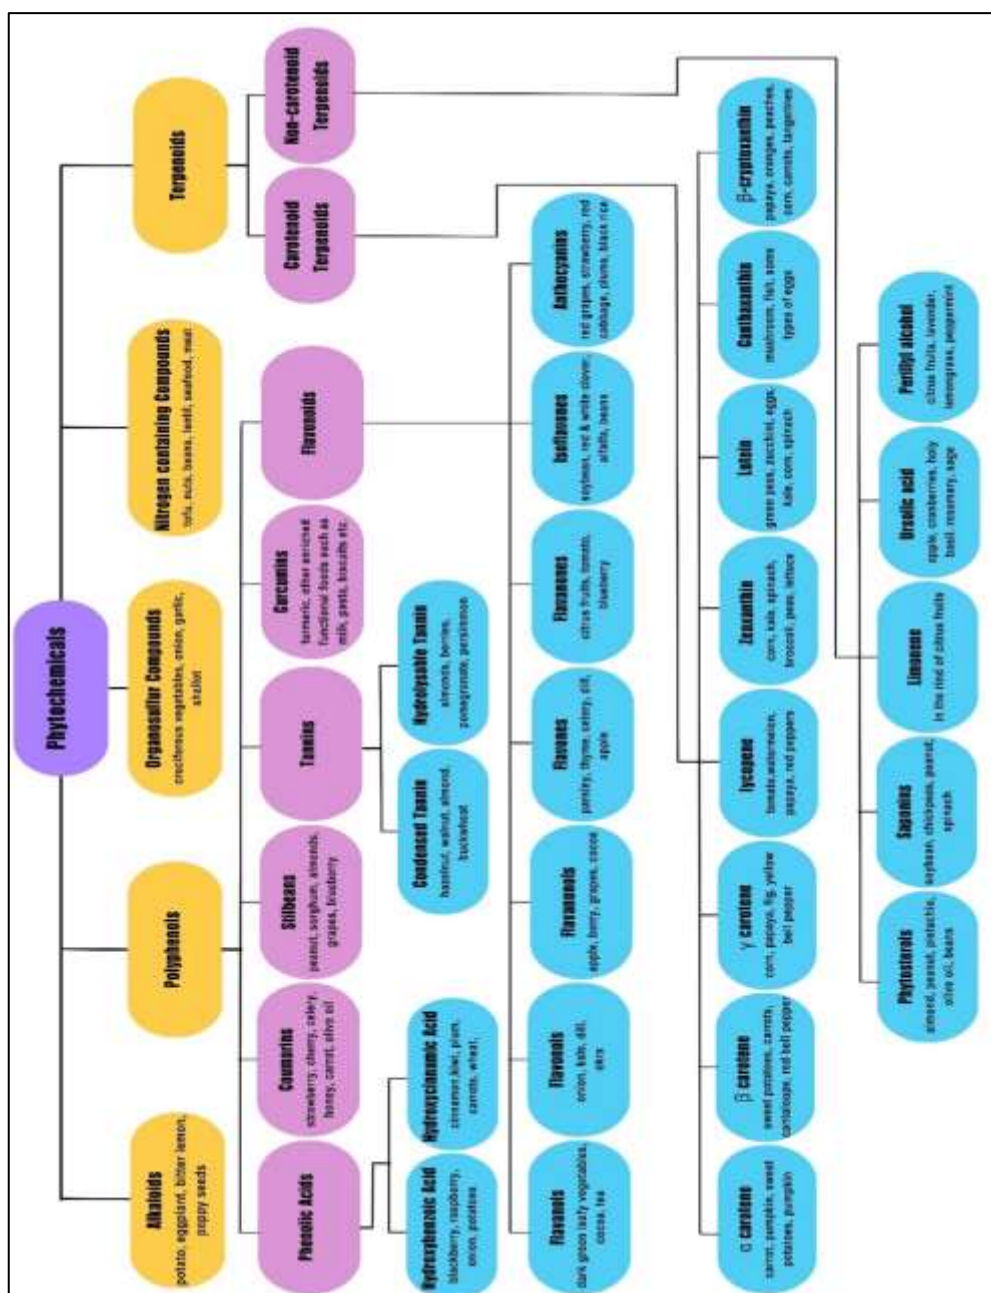 Phytochemicals
Alkaloids
potato, eggplant, bitter lemon,
poppy seeds
Polyphenols
Organosulfur Compounds
cruciferous vegetables, onion, garlic,
shallot
Nitrogen containing Compounds
tofu, nuts, beans, lentil, seafood, meat
Terpenoids
Phenolic Acids
Coumarins
strawberry, cherry, celery,
honey, carrot, olive oil
Stilbeans
peanut, sorghum, almonds,
grapes, blueberry
Tannins
Curcumins
turmeric, other enriched
functional foods such as
milk, pasta, biscuits etc.
Flavonoids
Carotenoid
Terpenoids
Non-carotenoid
Terpenoids
Hydroxybenzoic Acid
blackberry, raspberry,
onion, potatoes
Hydroxycinnamic Acid
cinnamon, kiwi, plum,
carrots, wheat,
Condensed Tannin
hazelnut, walnut, almond,
buckwheat
Hydrolysable Tannin
almonds, berries,
pomegranate, persimmon
Flavanols
dark green leafy vegetables,
cocoa, tea
Flavonols
onion, kale, dill,
okra
Flavanonols
apple, berry, grapes, cocoa
Flavones
parsley, thyme, celery, dill,
apple
Flavanones
citrus fruits, tomato,
blueberry
Isoflavones
soybean, red & white clover,
alfalfa, beans
Anthocyanins
red grapes, strawberry, red
cabbage, plums, black rice
α carotene
carrot, pumpkin, sweet
potatoes, pumpkin
β carotene
sweet potatoes, carrots,
cantaloupe, red bell pepper
γ carotene
corn, papaya, fig, yellow
bell pepper
lycopene
tomato, watermelon,
papaya, red peppers
Zenxanthin
corn, kale, spinach,
broccoli, peas, lettuce
Lutein
green peas, zucchini, eggs,
kale, corn, spinach
Canthaxanthin
mushroom, fish, some
types of eggs
β-cryptoxanthin
papaya, oranges, peaches,
corn, carrots, tangerines
Phytosterols
almond, peanut, pistachio,
olive oil, beans
Saponins
soybean, chickpeas, peanut,
spinach
Limonene
in the rind of citrus fruits
Ursolic acid
apple, cranberries, holy
basil, rosemary, sage
Perillyl alcohol
citrus fruits, lavender,
lemongrass, peppermint